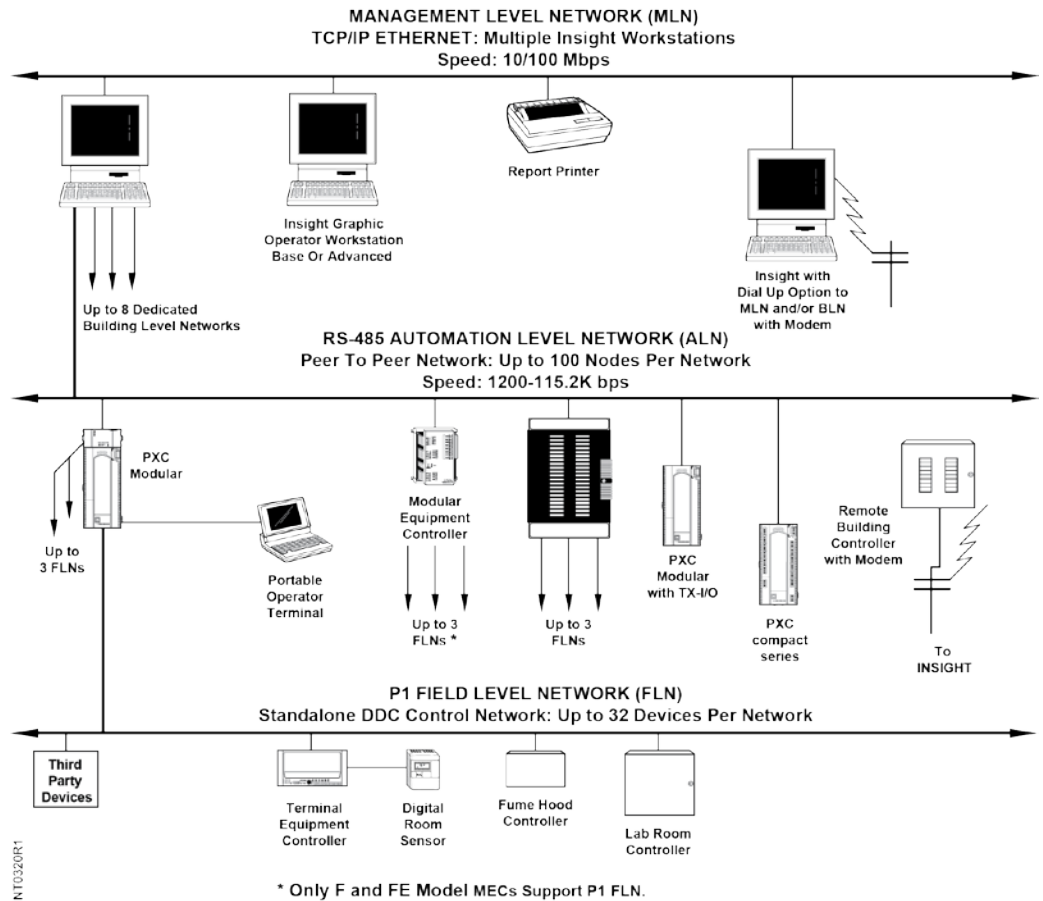 MANAGEMENT LEVEL NETWORK (MLN)
TCP/IP ETHERNET: Multiple Insight Workstations
Speed: 10/100 Mbps
Report Printer
Insight Graphic
Operator Workstation
Base Or Advanced
Insight with
Dial Up Option to
MLN and/or BLN
with Modem
Up to 8 Dedicated
Building Level Networks
RS-485 AUTOMATION LEVEL NETWORK (ALN)
Peer To Peer Network: Up to 100 Nodes Per Network
Speed: 1200-115.2K bps
PXC
Modular
Up to
3 FLNs
Portable
Operator
Terminal
Modular
Equipment
Controller
Up to 3
FLNs *
Up to 3
FLNs
PXC
Modular
with TX-I/O
PXC
compact
series
Remote
Building
Controller
with Modem
To
INSIGHT
P1 FIELD LEVEL NETWORK (FLN)
Standalone DDC Control Network: Up to 32 Devices Per Network
Third
Party
Devices
Terminal
Equipment
Controller
Digital
Room
Sensor
Fume Hood
Controller
Lab Room
Controller
NT0320R1
* Only F and FE Model MECs Support P1 FLN.